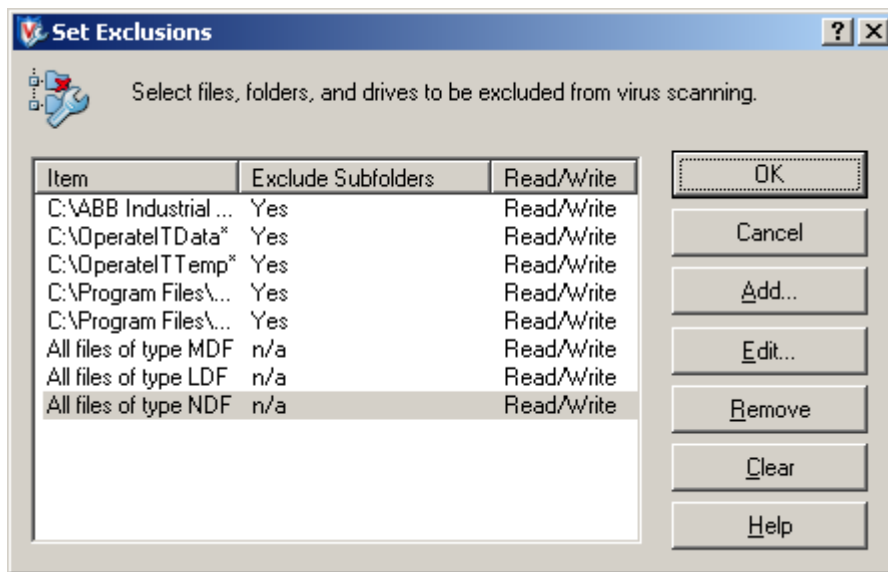 Set Exclusions
Select files, folders, and drives to be excluded from virus scanning.
Item Exclude Subfolders Read/Write
C:\ABB Industrial ... Yes Read/Write
C:\OperateITData* Yes Read/Write
C:\OperateITTemp* Yes Read/Write
C:\Program Files\... Yes Read/Write
C:\Program Files\... Yes Read/Write
All files of type MDF n/a Read/Write
All files of type LDF n/a Read/Write
All files of type NDF n/a Read/Write
OK
Cancel
Add...
Edit...
Remove
Clear
Help